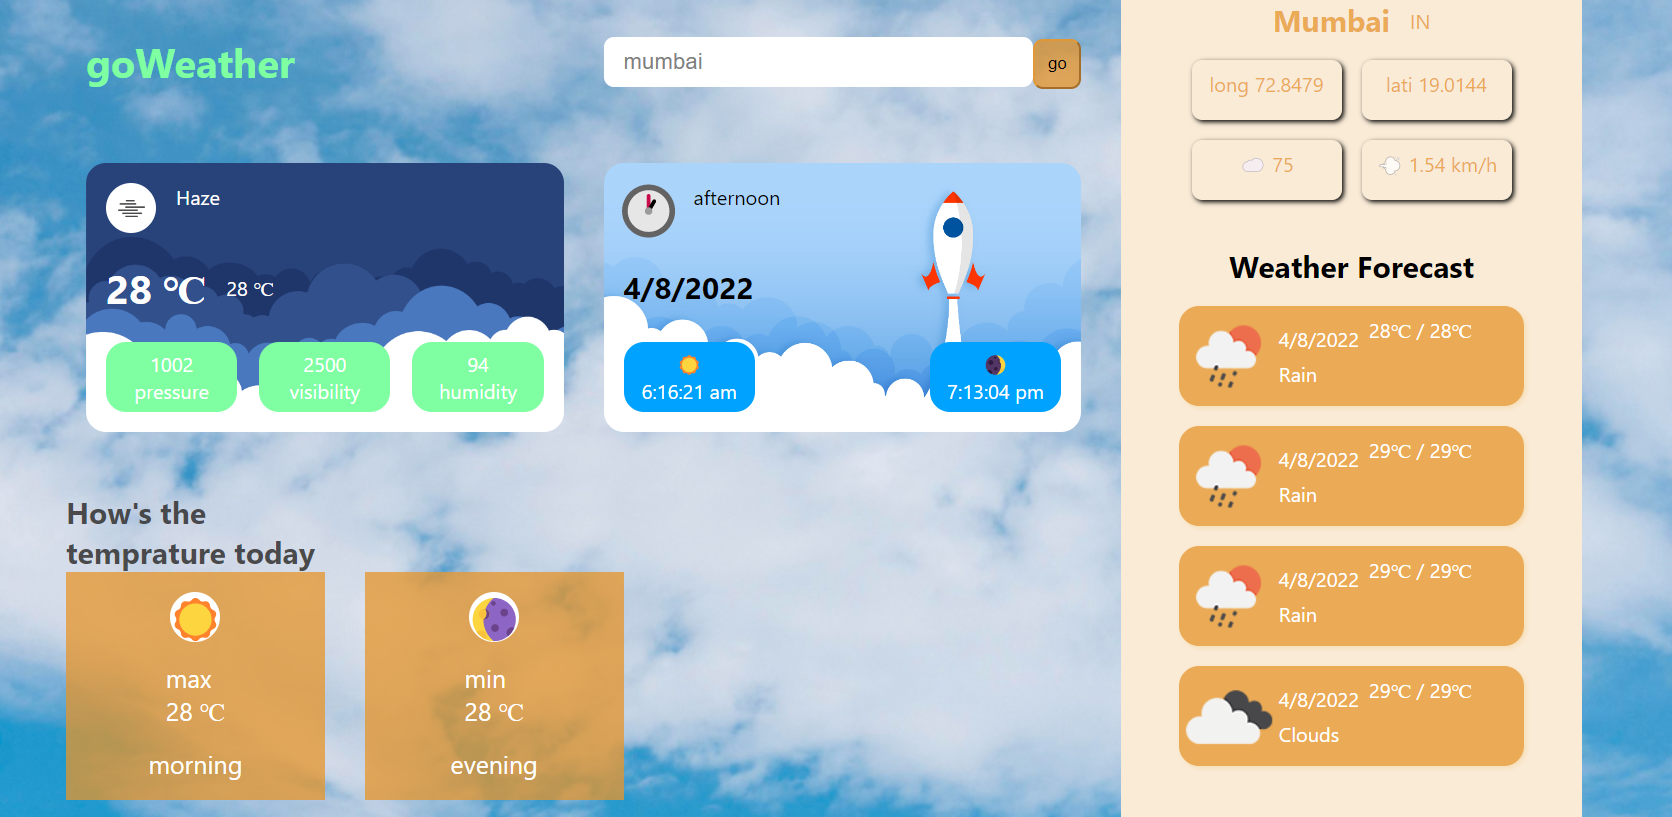 goWeather
mumbai
go
Haze
28 ℃
28 ℃
1002
pressure
2500
visibility
94
humidity
afternoon
4/8/2022
6:16:21 am
7:13:04 pm
How's the
temprature today
max
28 ℃
morning
min
28 ℃
evening
Mumbai IN
long 72.8479
lati 19.0144
75
1.54 km/h
Weather Forecast
4/8/2022 28℃ / 28℃
Rain
4/8/2022 29℃ / 29℃
Rain
4/8/2022 29℃ / 29℃
Rain
4/8/2022 29℃ / 29℃
Clouds